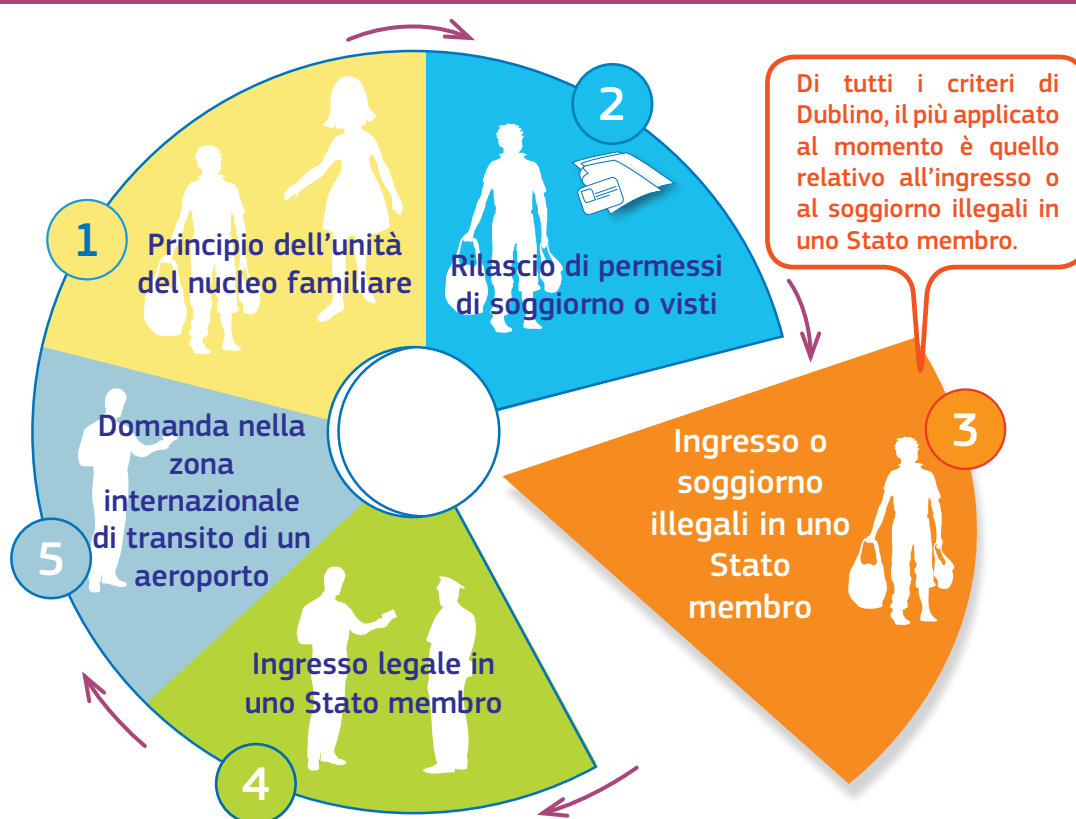 1
Principio dell'unità
del nucleo familiare
2
Rilascio di permessi
di soggiorno o visti
Di tutti i criteri di
Dublino, il più applicato
al momento è quello
relativo all'ingresso o
al soggiorno illegali in
uno Stato membro.
3
Ingresso o
soggiorno
illegali in uno
Stato
membro
4
Ingresso legale in
uno Stato membro
5
Domanda nella
zona
internazionale
di transito di un
aeroporto